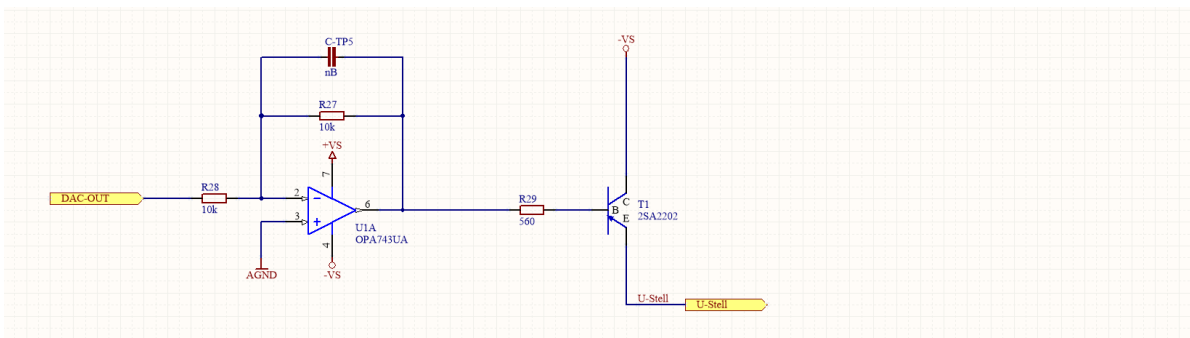 C-TP5
nB
R27
10k
+VS
7
DAC-OUT
R28
10k
2
3
6
4
U1A
OPA743UA
-VS
AGND
R29
560
-VS
C
B
E
T1
2SA2202
U-Stell
U-Stell